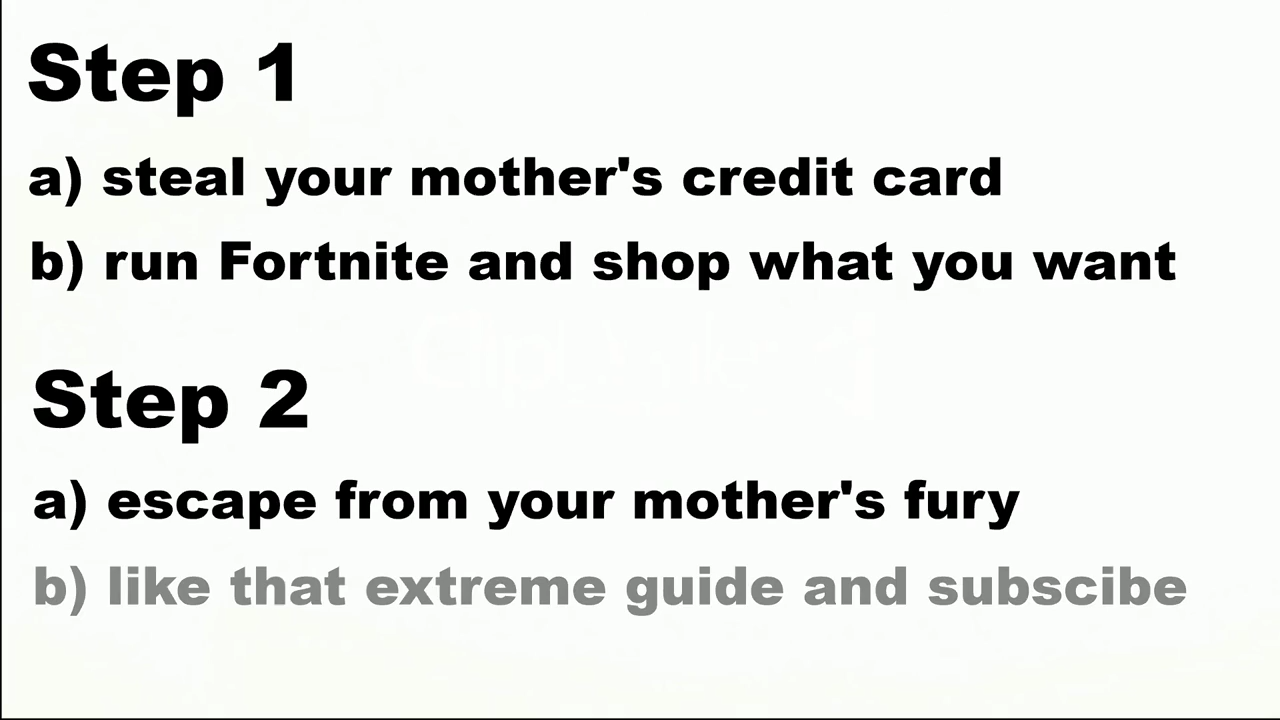 Step 1
a) steal your mother's credit card
b) run Fortnite and shop what you want
Step 2
a) escape from your mother's fury
b) like that extreme guide and subscibe